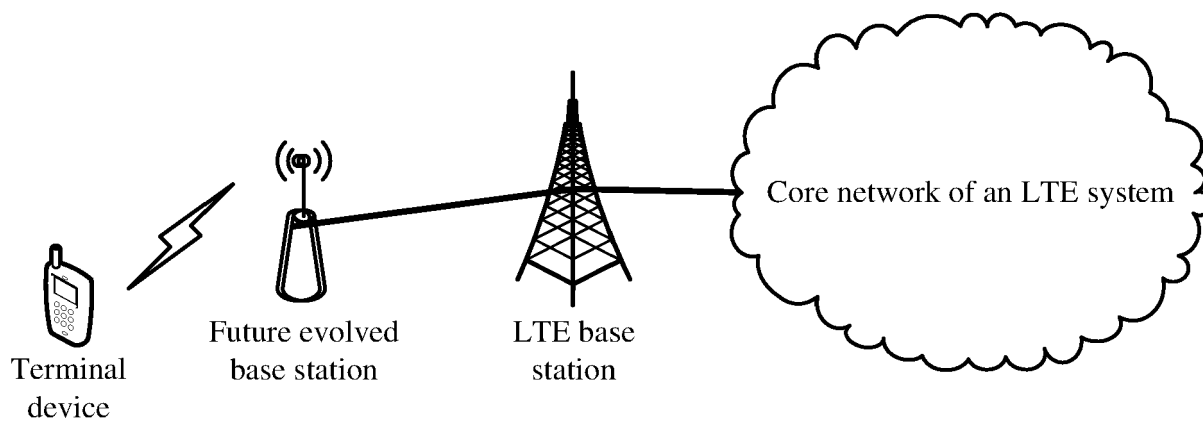 Core network of an LTE system
Future evolved
base station
LTE base
station
Terminal
device